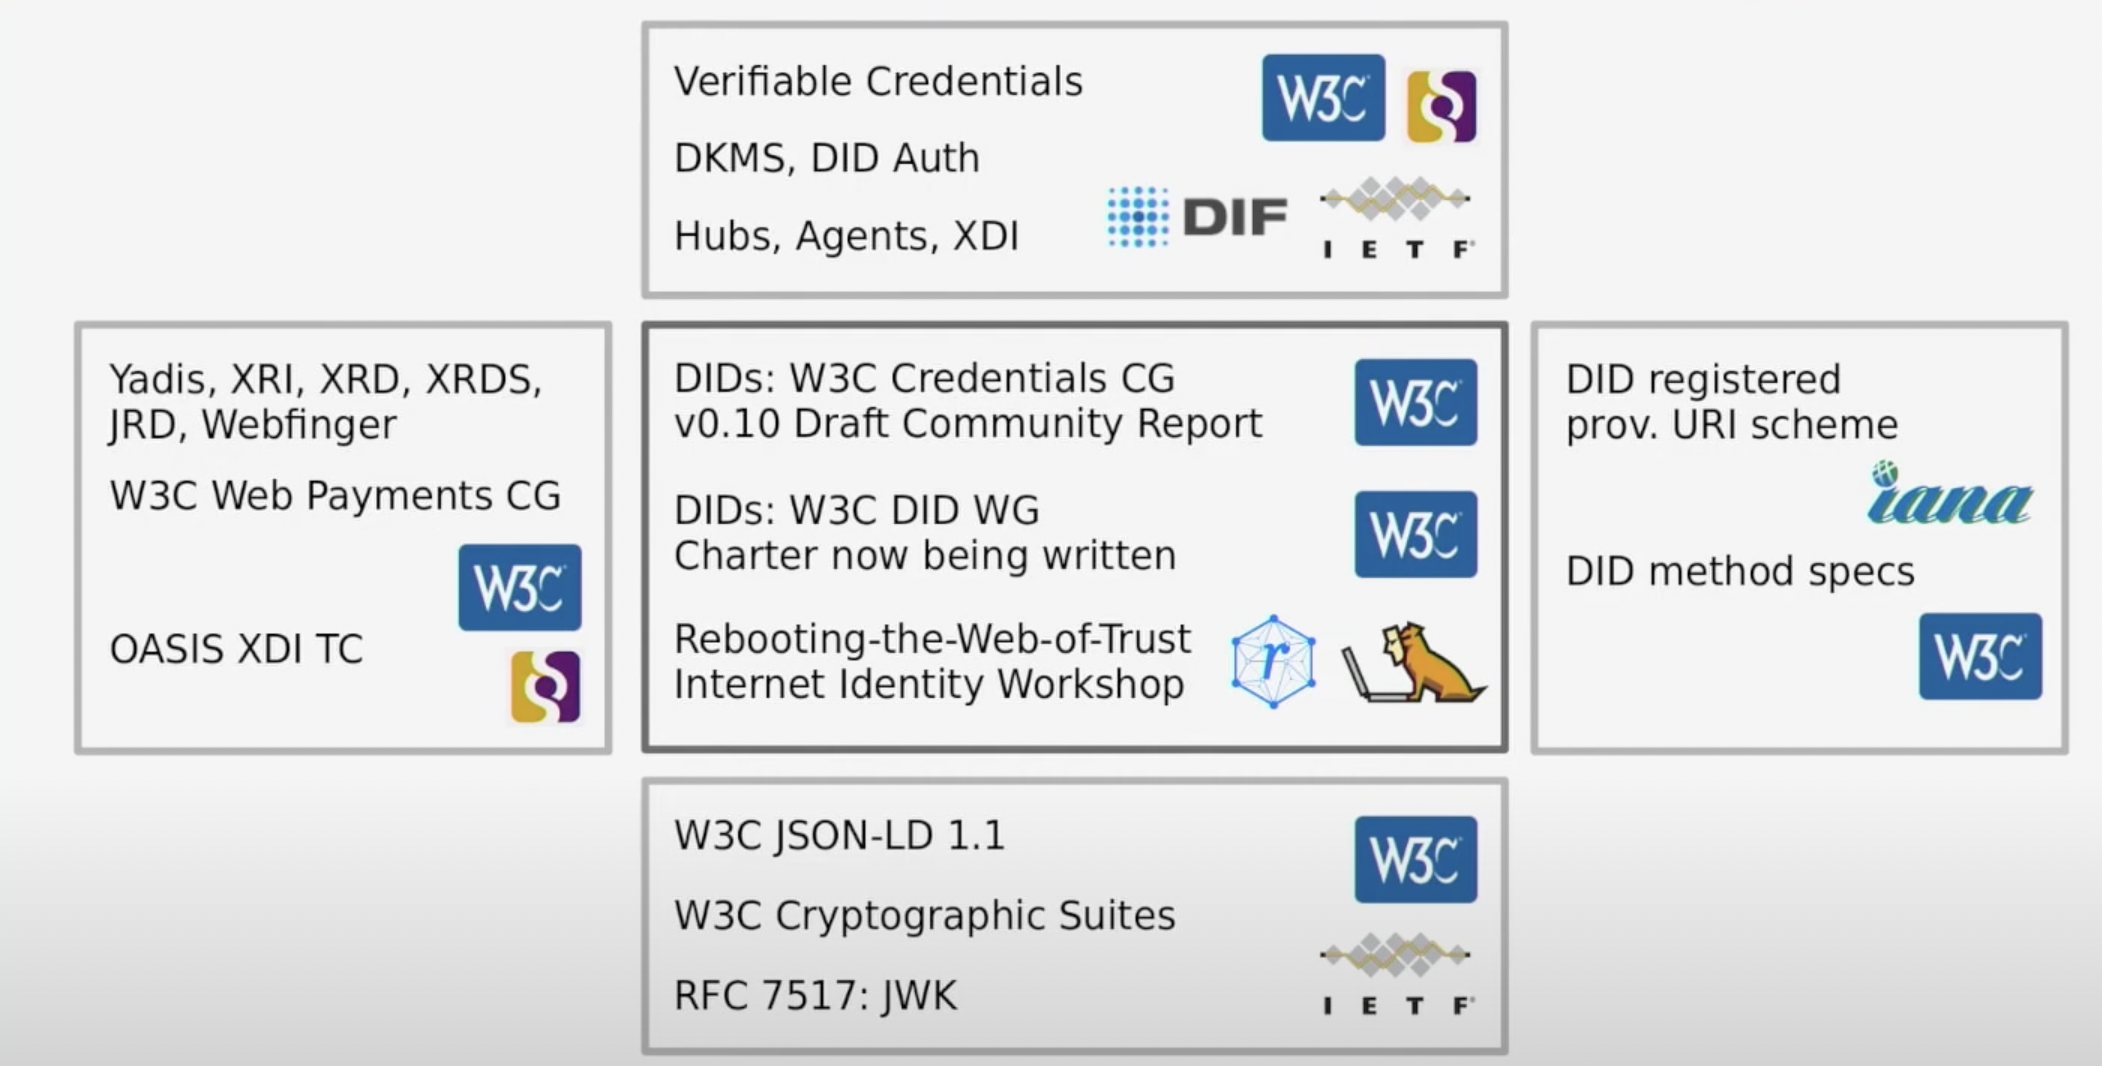 Verifiable Credentials
W3C
DKMS, DID Auth
Hubs, Agents, XDI
DIF
IETF
Yadis, XRI, XRD, XRDS,
JRD, Webfinger
W3C Web Payments CG
W3C
OASIS XDI TC
DIDs: W3C Credentials CG
v0.10 Draft Community Report
W3C
DIDs: W3C DID WG
Charter now being written
W3C
Rebooting-the-Web-of-Trust
Internet Identity Workshop
r
DID registered
prov. URI scheme
iana
DID method specs
W3C
W3C JSON-LD 1.1
W3C
W3C Cryptographic Suites
RFC 7517: JWK
IETF